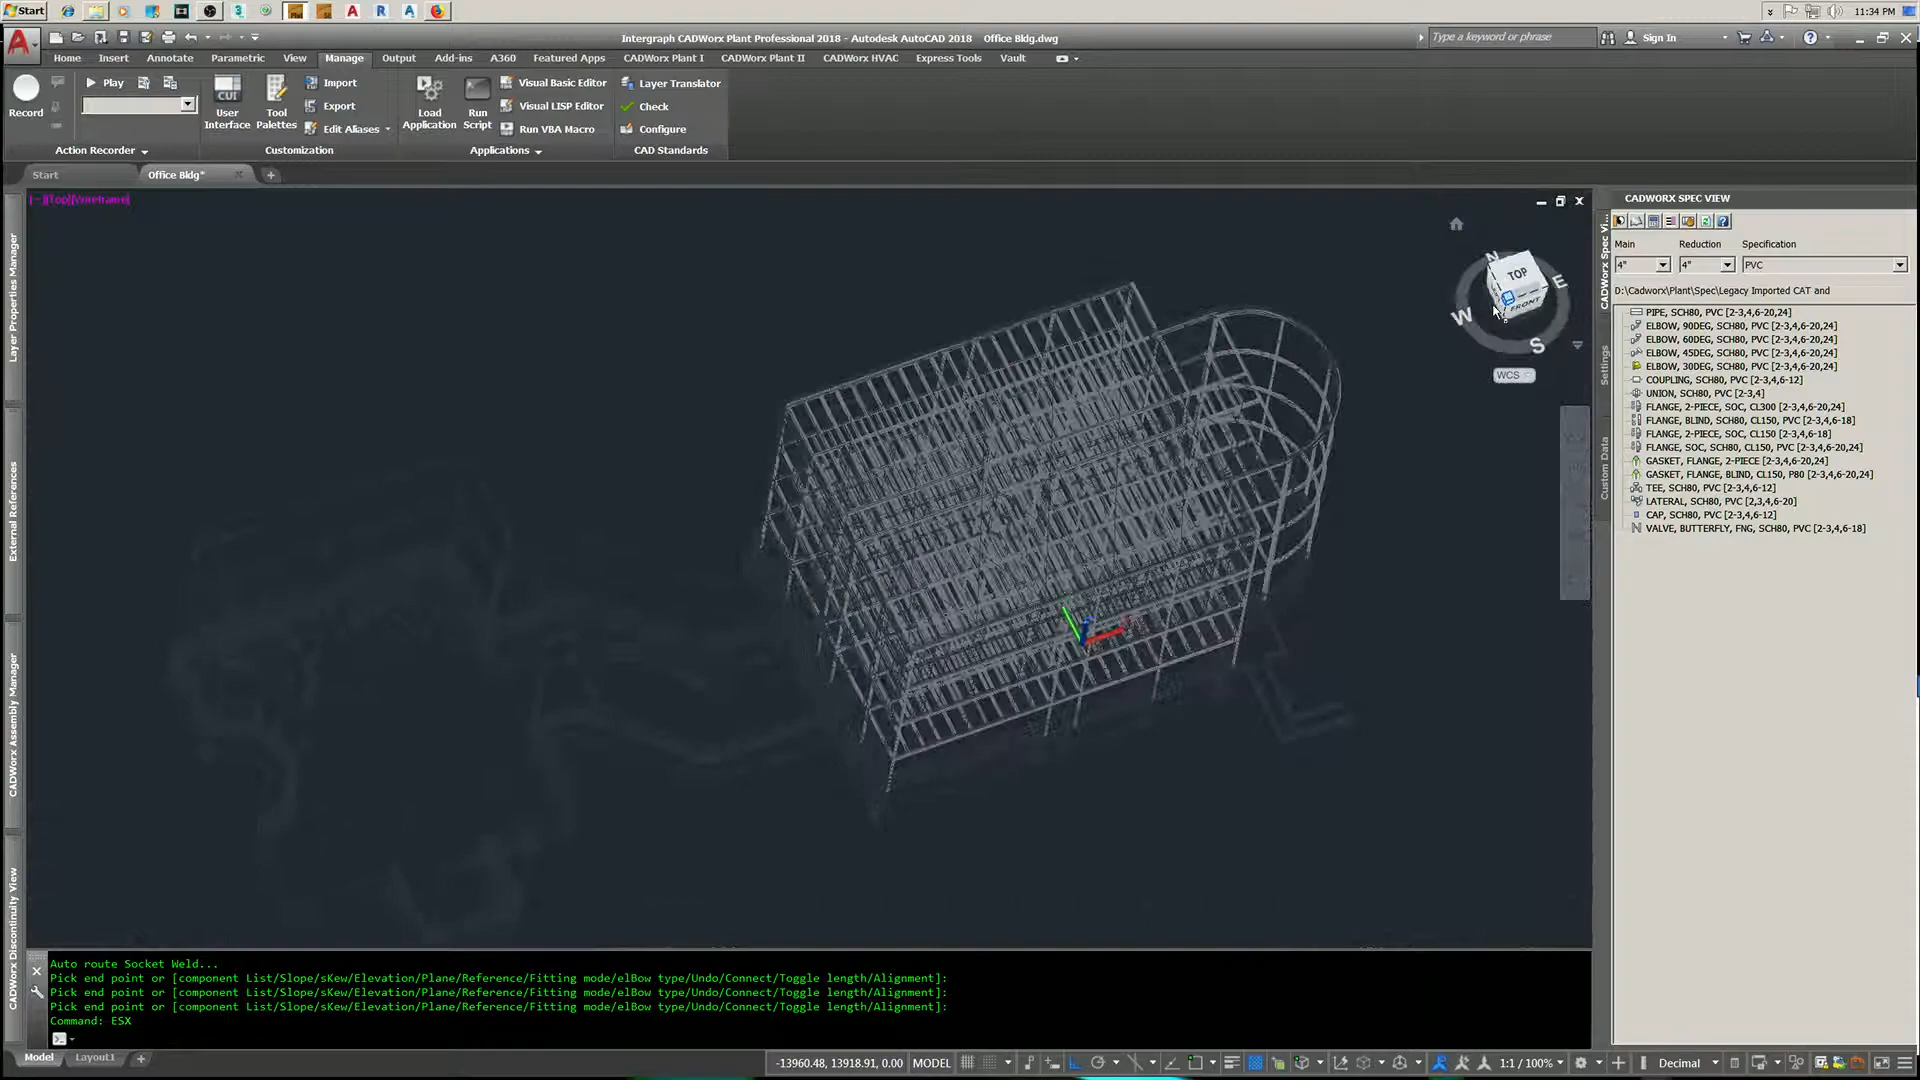 Start
11:34 PM
Intergraph CADWorx Plant Professional 2018 - Autodesk AutoCAD 2018 Office Bldg.dwg
Type a keyword or phrase
Sign In
Home Insert Annotate Parametric View Manage Output Add-ins A360 Featured Apps CADWorx Plant I CADWorx Plant II CADWorx HVAC Express Tools Vault
Record
Play
CUI
User Interface
Tool Palettes
Import
Export
Edit Aliases
Load Application
Run Script
Visual Basic Editor
Visual LISP Editor
Run VBA Macro
Layer Translator
Check
Configure
Action Recorder
Customization
Applications
CAD Standards
Start
Office Bldg*
[-][Top][Wireframe]
Layer Properties Manager
External References
CADWorx Assembly Manager
CADWorx Discontinuity View
N
E
S
W
TOP
FRONT
WCS
CADWorx Spec Vi...
Settings
Custom Data
CADWORX SPEC VIEW
Main Reduction Specification
4" 4" PVC
D:\Cadworx\Plant\Spec\Legacy Imported CAT and
PIPE, SCH80, PVC [2-3,4,6-20,24]
ELBOW, 90DEG, SCH80, PVC [2-3,4,6-20,24]
ELBOW, 60DEG, SCH80, PVC [2-3,4,6-20,24]
ELBOW, 45DEG, SCH80, PVC [2-3,4,6-20,24]
ELBOW, 30DEG, SCH80, PVC [2-3,4,6-20,24]
COUPLING, SCH80, PVC [2-3,4,6-12]
UNION, SCH80, PVC [2-3,4]
FLANGE, 2-PIECE, SOC, CL300 [2-3,4,6-20,24]
FLANGE, BLIND, SCH80, CL150, PVC [2-3,4,6-18]
FLANGE, 2-PIECE, SOC, CL150 [2-3,4,6-18]
FLANGE, SOC, SCH80, CL150, PVC [2-3,4,6-20,24]
GASKET, FLANGE, 2-PIECE [2-3,4,6-20,24]
GASKET, FLANGE, BLIND, CL150, P80 [2-3,4,6-20,24]
TEE, SCH80, PVC [2-3,4,6-12]
LATERAL, SCH80, PVC [2,3,4,6-20]
CAP, SCH80, PVC [2-3,4,6-12]
VALVE, BUTTERFLY, FNG, SCH80, PVC [2-3,4,6-18]
Auto route Socket Weld...
Pick end point or [component List/Slope/sKew/Elevation/Plane/Reference/Fitting mode/elBow type/Undo/Connect/Toggle length/Alignment]:
Pick end point or [component List/Slope/sKew/Elevation/Plane/Reference/Fitting mode/elBow type/Undo/Connect/Toggle length/Alignment]:
Pick end point or [component List/Slope/sKew/Elevation/Plane/Reference/Fitting mode/elBow type/Undo/Connect/Toggle length/Alignment]:
Command: ESX
Model Layout1
-13960.48, 13918.91, 0.00 MODEL
1:1 / 100%
Decimal